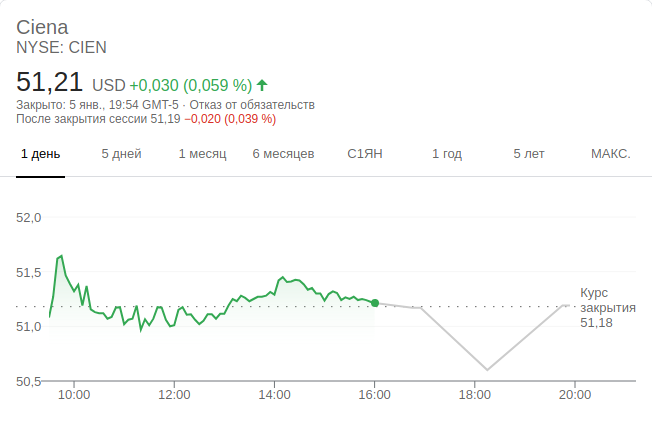 Ciena
NYSE: CIEN
51,21 USD +0,030 (0,059 %)
Закрыто: 5 янв., 19:54 GMT-5 · Отказ от обязательств
После закрытия сессии 51,19 −0,020 (0,039 %)
1 день 5 дней 1 месяц 6 месяцев С1ЯН 1 год 5 лет МАКС.
52,0
51,5
51,0
50,5
Курс
закрытия
51,18
10:00 12:00 14:00 16:00 18:00 20:00